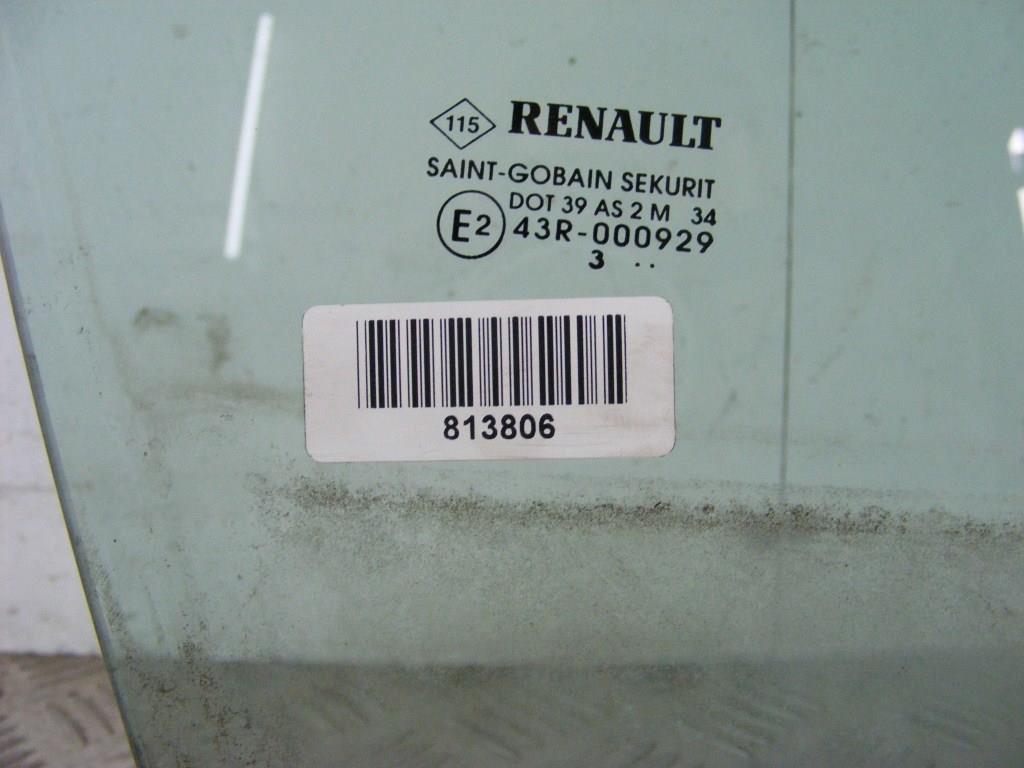 115 RENAULT
SAINT-GOBAIN SEKURIT
DOT 39 AS 2 M 34
E2 43R-000929
3 ..
813806